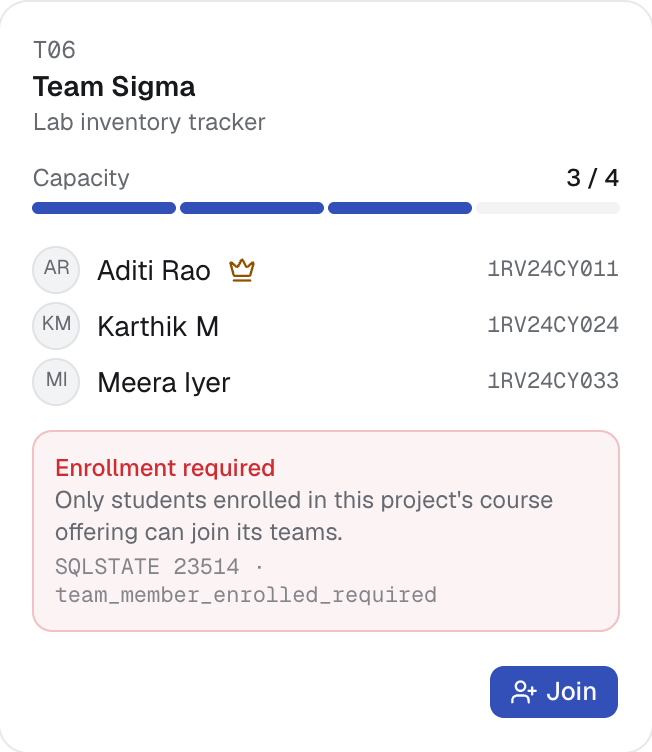 T06
Team Sigma
Lab inventory tracker
Capacity 3 / 4
AR Aditi Rao 1RV24CY011
KM Karthik M 1RV24CY024
MI Meera Iyer 1RV24CY033
Enrollment required
Only students enrolled in this project's course
offering can join its teams.
SQLSTATE 23514 ·
team_member_enrolled_required
Join